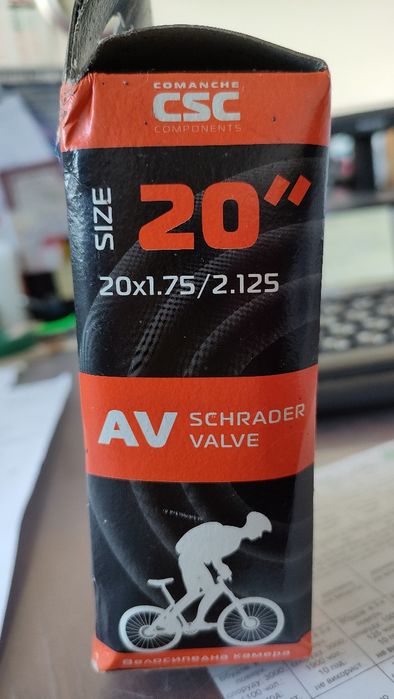 COMANCHE
CSC
COMPONENTS
SIZE
20"
20x1.75/2.125
AV SCHRADER
VALVE
Велосипедна камера